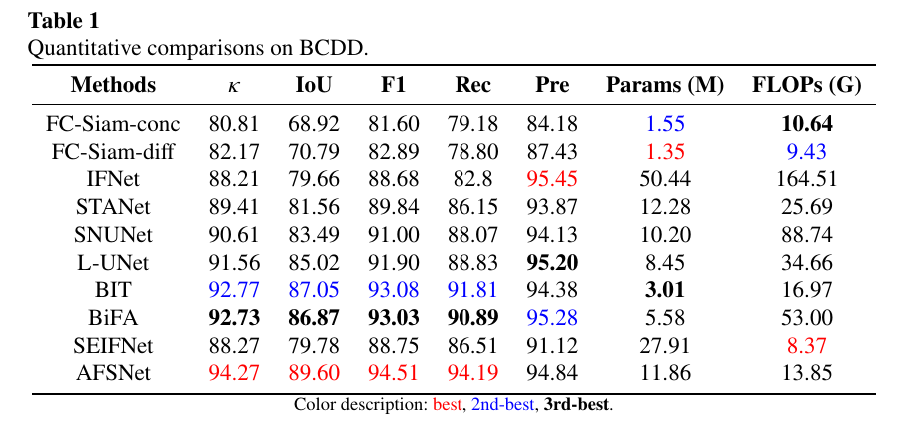 Table 1
Quantitative comparisons on BCDD.
Methods κ IoU F1 Rec Pre Params (M) FLOPs (G)
FC-Siam-conc 80.81 68.92 81.60 79.18 84.18 1.55 10.64
FC-Siam-diff 82.17 70.79 82.89 78.80 87.43 1.35 9.43
IFNet 88.21 79.66 88.68 82.8 95.45 50.44 164.51
STANet 89.41 81.56 89.84 86.15 93.87 12.28 25.69
SNUNet 90.61 83.49 91.00 88.07 94.13 10.20 88.74
L-UNet 91.56 85.02 91.90 88.83 95.20 8.45 34.66
BIT 92.77 87.05 93.08 91.81 94.38 3.01 16.97
BiFA 92.73 86.87 93.03 90.89 95.28 5.58 53.00
SEIFNet 88.27 79.78 88.75 86.51 91.12 27.91 8.37
AFSNet 94.27 89.60 94.51 94.19 94.84 11.86 13.85
Color description: best, 2nd-best, 3rd-best.